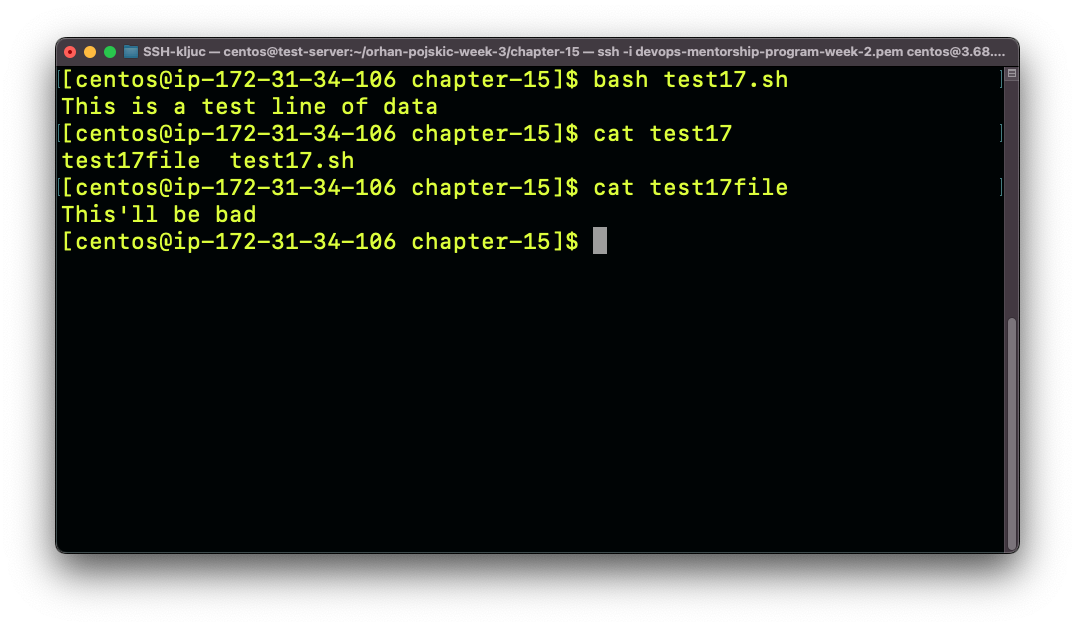 SSH-kljuc — centos@test-server:~/orhan-pojskic-week-3/chapter-15 — ssh -i devops-mentorship-program-week-2.pem centos@3.68....
[centos@ip-172-31-34-106 chapter-15]$ bash test17.sh
This is a test line of data
[centos@ip-172-31-34-106 chapter-15]$ cat test17
test17file  test17.sh
[centos@ip-172-31-34-106 chapter-15]$ cat test17file
This'll be bad
[centos@ip-172-31-34-106 chapter-15]$